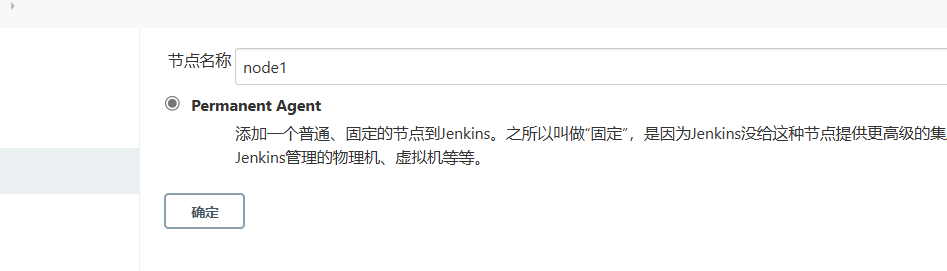 节点名称 node1
Permanent Agent
添加一个普通、固定的节点到Jenkins。之所以叫做“固定”，是因为Jenkins没给这种节点提供更高级的集
Jenkins管理的物理机、虚拟机等等。
确定